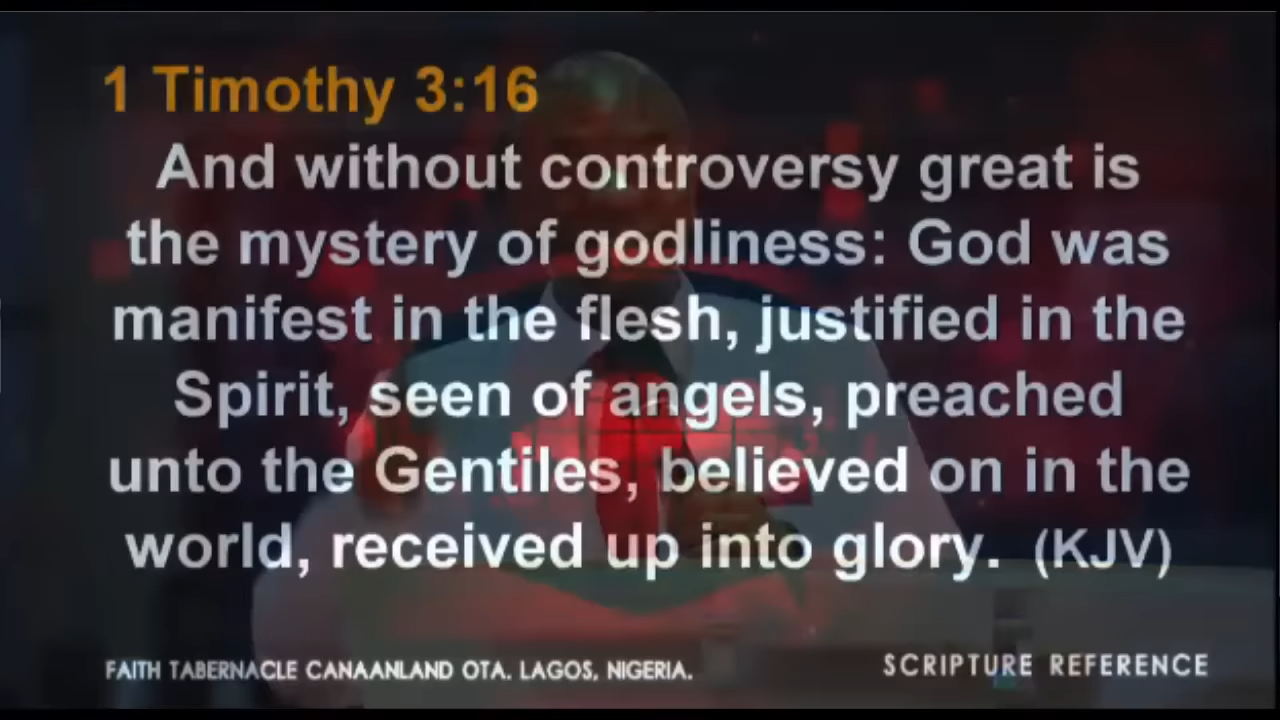 1 Timothy 3:16
And without controversy great is
the mystery of godliness: God was
manifest in the flesh, justified in the
Spirit, seen of angels, preached
unto the Gentiles, believed on in the
world, received up into glory. (KJV)
FAITH TABERNACLE CANAANLAND OTA. LAGOS, NIGERIA.
SCRIPTURE REFERENCE